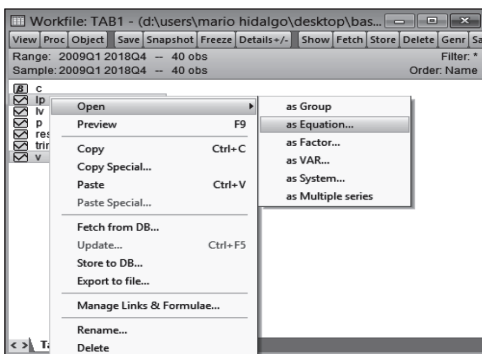 Workfile: TAB1 - (d:\users\mario hidalgo\desktop\bas...
View Proc Object Save Snapshot Freeze Details+/- Show Fetch Store Delete Genr Sa
Range: 2009Q1 2018Q4 -- 40 obs Filter: *
Sample: 2009Q1 2018Q4 -- 40 obs Order: Name
c
lp
lv
p
res
trir
v
Open
Preview F9
Copy Ctrl+C
Copy Special...
Paste Ctrl+V
Paste Special...
Fetch from DB...
Update... Ctrl+F5
Store to DB...
Export to file...
Manage Links & Formulae...
Rename...
Delete
as Group
as Equation...
as Factor...
as VAR...
as System...
as Multiple series